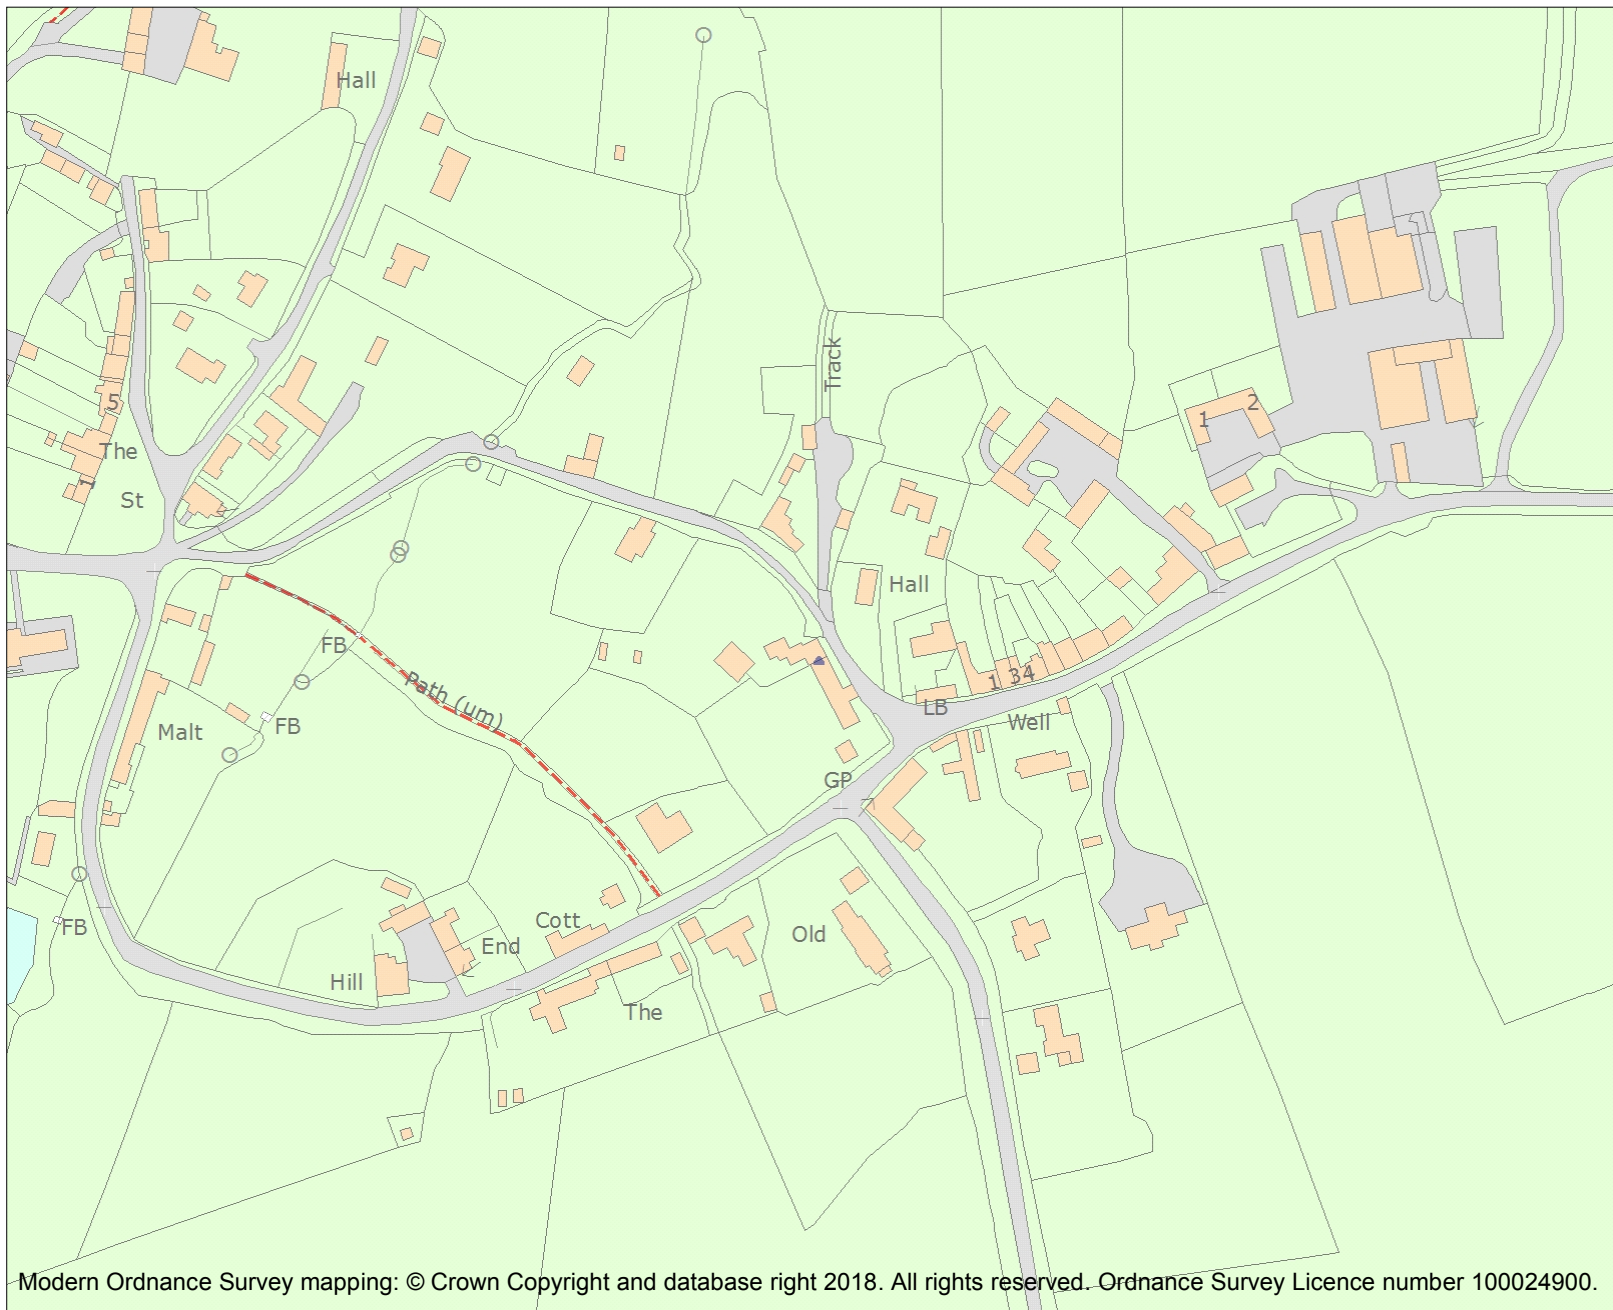 Hall
Track
5
The
1
St
1
2
Hall
FB
Path (um)
1 34
LB
Well
Malt
FB
GP
FB
Cott
End
Old
Hill
The
Modern Ordnance Survey mapping: © Crown Copyright and database right 2018. All rights reserved. Ordnance Survey Licence number 100024900.